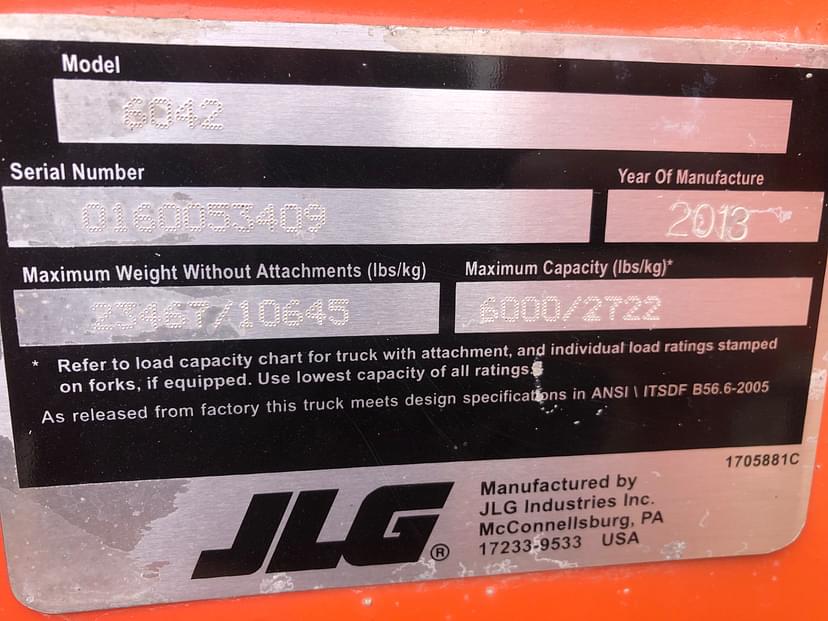 Model
6042
Serial Number
Year Of Manufacture
0160053409
2013
Maximum Weight Without Attachments (lbs/kg)
Maximum Capacity (lbs/kg)*
23467/10645
6000/2722
* Refer to load capacity chart for truck with attachment, and individual load ratings stamped
on forks, if equipped. Use lowest capacity of all ratings.
As released from factory this truck meets design specifications in ANSI \ ITSDF B56.6-2005
1705881C
JLG®
Manufactured by
JLG Industries Inc.
McConnellsburg, PA
17233-9533 USA